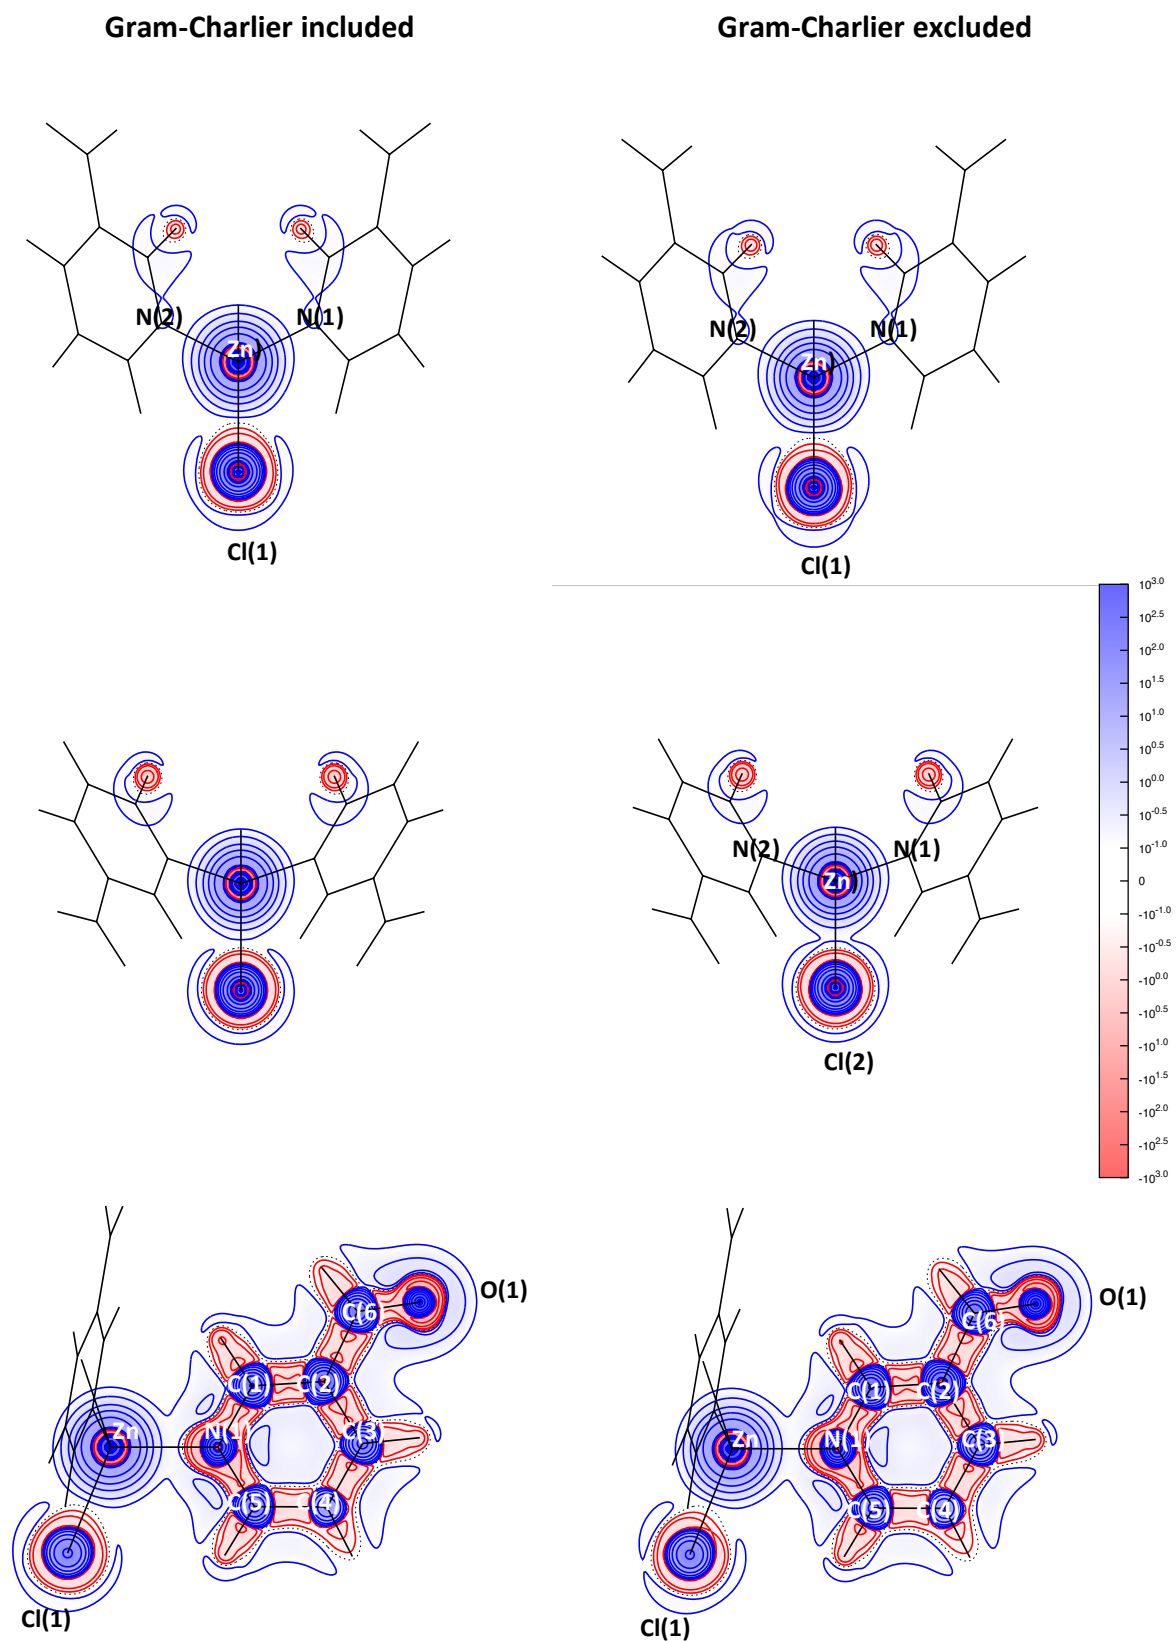 Gram-Charlier included Gram-Charlier excluded
N(2) N(1)
Zn)
N(2) N(1)
Zn)
Cl(1)
Cl(1)
10^3.0
10^2.5
10^2.0
10^1.5
10^1.0
10^0.5
10^0.0
10^-0.5
10^-1.0
0
-10^-1.0
-10^-0.5
-10^0.0
-10^0.5
-10^1.0
-10^1.5
-10^2.0
-10^2.5
-10^3.0
N(2) N(1)
Zn)
Cl(2)
O(1)
C(6)
C(1) C(2)
Zn N(1) C(3)
C(5) C(4)
Cl(1)
O(1)
C(6)
C(1) C(2)
Zn N(1) C(3)
C(5) C(4)
Cl(1)